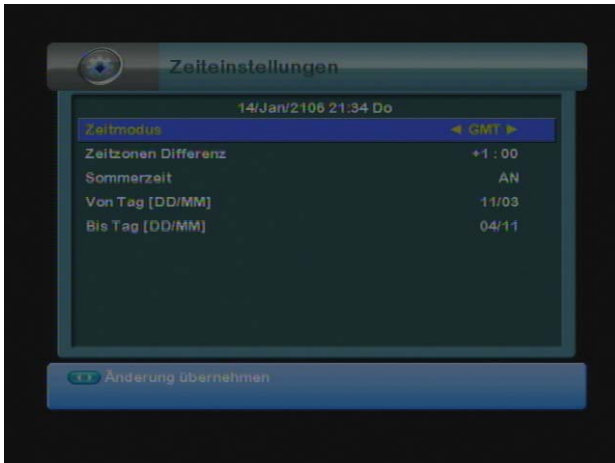 Zeiteinstellungen
14/Jan/2106 21:34 Do
Zeitmodus ◄ GMT ►
Zeitzonen Differenz +1 : 00
Sommerzeit AN
Von Tag [DD/MM] 11/03
Bis Tag [DD/MM] 04/11
Änderung übernehmen